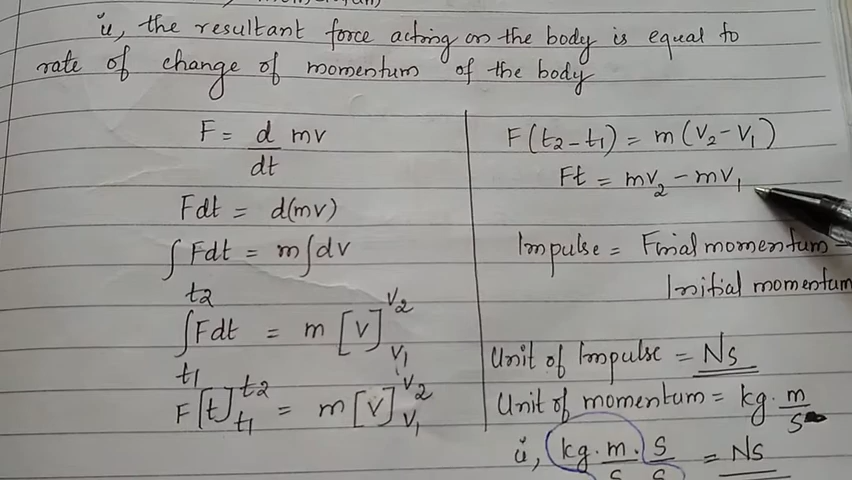 ie, the resultant force acting on the body is equal to
rate of change of momentum of the body
F = d/dt mv
Fdt = d(mv)
∫Fdt = m∫dv
t2
∫Fdt = m [v] v2 v1
t1
F[t] t2 t1 = m[v] v2 v1
F(t2 - t1) = m(v2 - v1)
Ft = mv2 - mv1
Impulse = Final momentum -
Initial momentum
Unit of Impulse = Ns
Unit of momentum = kg. m/s
ie, kg.m/s . s/s = Ns